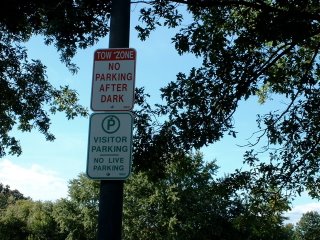 TOW ZONE
NO
PARKING
AFTER
DARK
P
VISITOR
PARKING
NO LIVE
PARKING